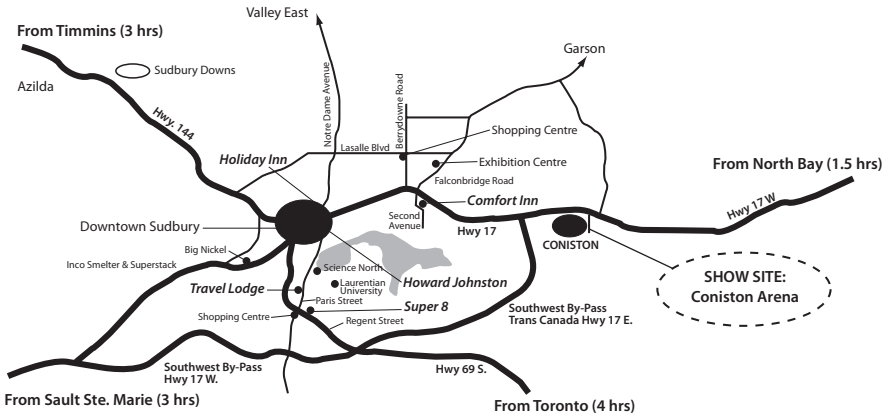 Valley East
From Timmins (3 hrs)
Garson
Sudbury Downs
Azilda
Notre Dame Avenue
Berrydowne Road
Hwy. 144
Shopping Centre
Lasalle Blvd
Holiday Inn
Exhibition Centre
From North Bay (1.5 hrs)
Falconbridge Road
Comfort Inn
Hwy 17 W
Second
Avenue
Downtown Sudbury
Hwy 17
CONISTON
Big Nickel
Inco Smelter & Superstack
Science North
SHOW SITE:
Coniston Arena
Laurentian
University
Howard Johnston
Travel Lodge
Paris Street
Super 8
Southwest By-Pass
Trans Canada Hwy 17 E.
Shopping Centre
Regent Street
Southwest By-Pass
Hwy 17 W.
Hwy 69 S.
From Sault Ste. Marie (3 hrs)
From Toronto (4 hrs)